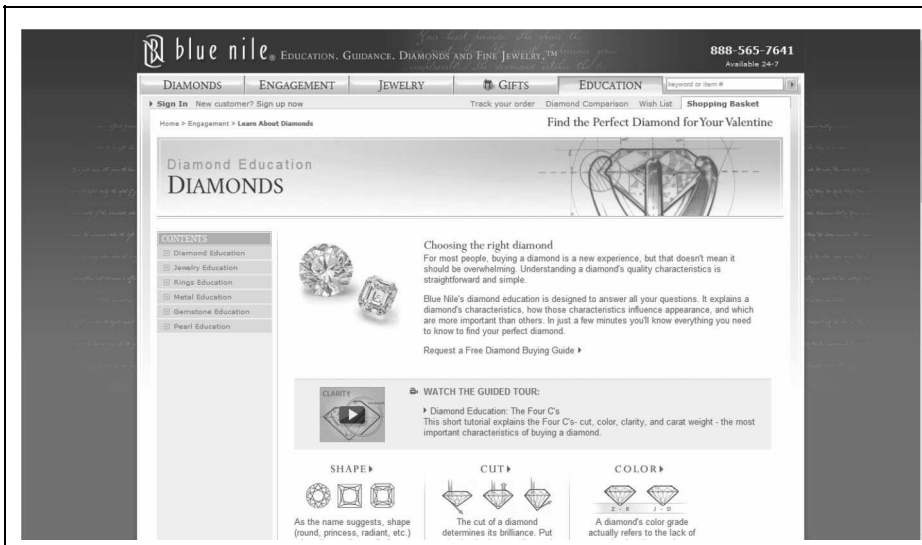 blue nile® EDUCATION. GUIDANCE. DIAMONDS AND FINE JEWELRY.™
888-565-7641
Available 24-7
DIAMONDS ENGAGEMENT JEWELRY GIFTS EDUCATION keyword or item #
Sign In New customer? Sign up now Track your order Diamond Comparison Wish List Shopping Basket
Home > Engagement > Learn About Diamonds Find the Perfect Diamond for Your Valentine
Diamond Education
DIAMONDS
CONTENTS
Diamond Education
Jewelry Education
Rings Education
Metal Education
Gemstone Education
Pearl Education
Choosing the right diamond
For most people, buying a diamond is a new experience, but that doesn't mean it
should be overwhelming. Understanding a diamond's quality characteristics is
straightforward and simple.
Blue Nile's diamond education is designed to answer all your questions. It explains a
diamond's characteristics, how those characteristics influence appearance, and which
are more important than others. In just a few minutes you'll know everything you need
to know to find your perfect diamond.
Request a Free Diamond Buying Guide
CLARITY
WATCH THE GUIDED TOUR:
Diamond Education: The Four C's
This short tutorial explains the Four C's- cut, color, clarity, and carat weight - the most
important characteristics of buying a diamond.
SHAPE
As the name suggests, shape
(round, princess, radiant, etc.)
CUT
The cut of a diamond
determines its brilliance. Put
COLOR
Z - K J - D
A diamond's color grade
actually refers to the lack of